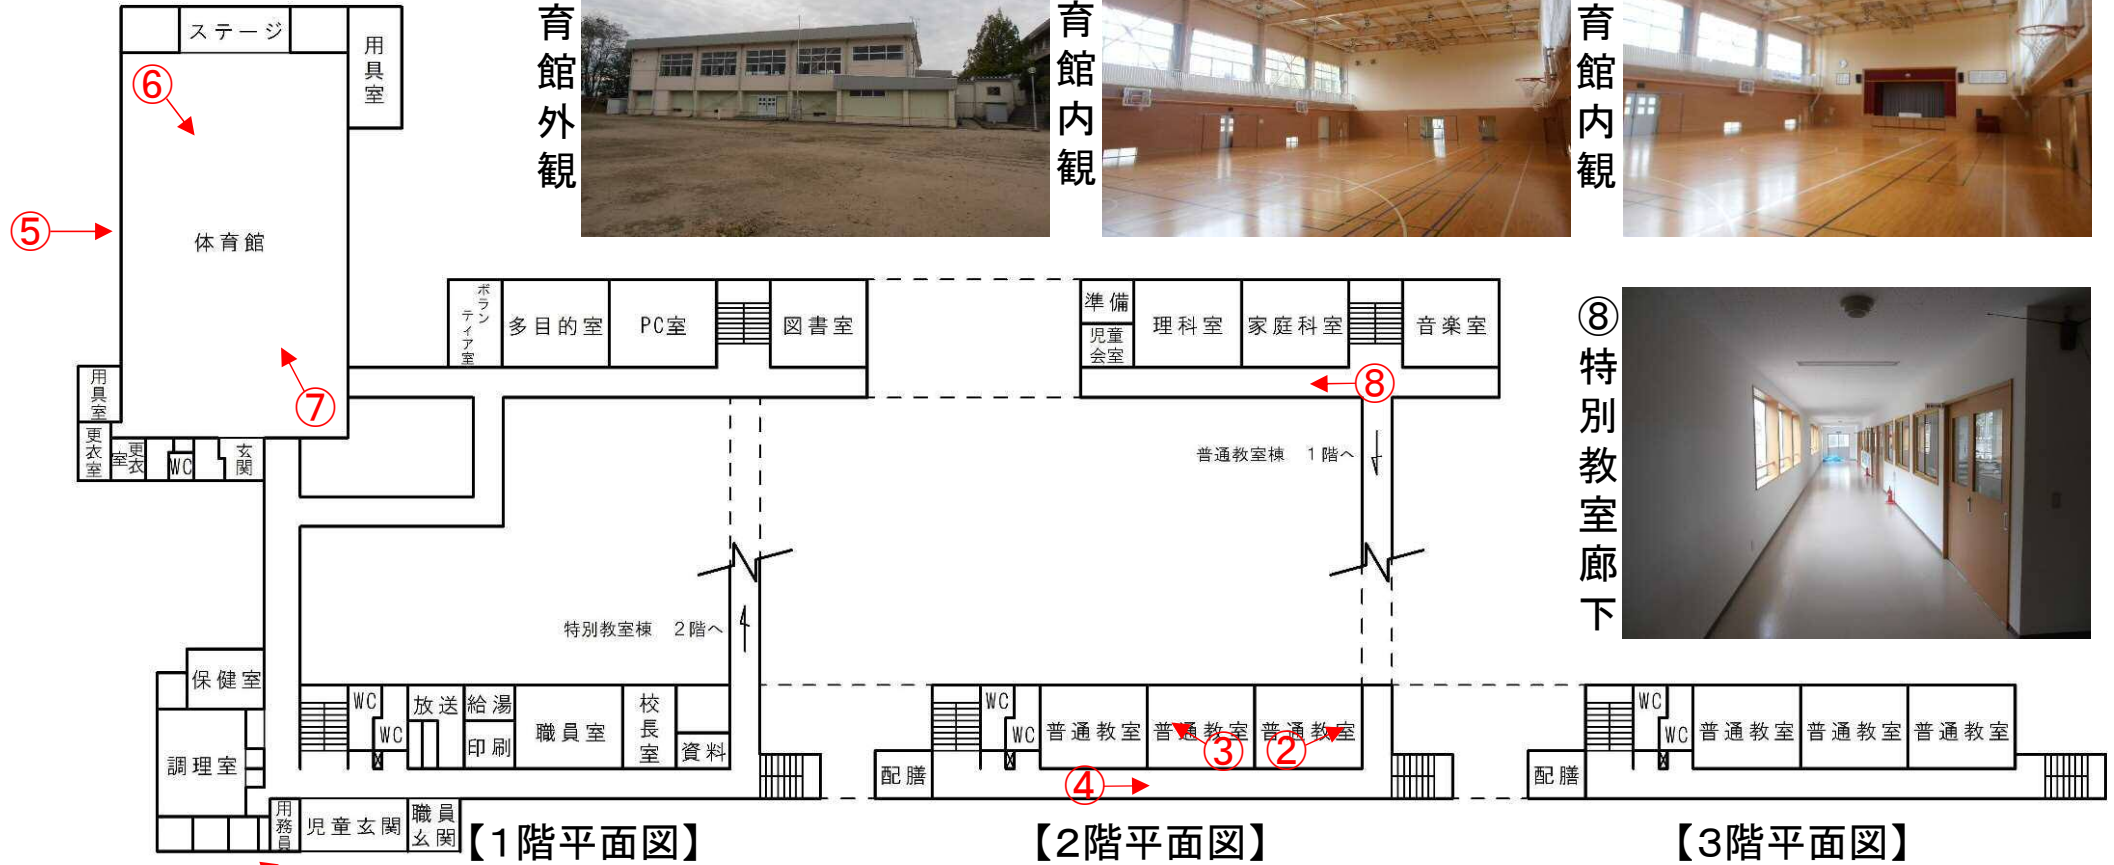 ステージ
用具室
⑥
⑤
体育館
⑦
用具室
更衣室
更衣室
WC
玄関
育館外観
育館内観
育館内観
ボランティア室
多目的室
PC室
図書室
準備
児童会室
理科室
家庭科室
音楽室
⑧
⑧特別教室廊下
普通教室棟 1階へ
特別教室棟 2階へ
保健室
調理室
用務員
児童玄関
職員玄関
WC
WC
放送
給湯
印刷
職員室
校長室
資料
【1階平面図】
WC
WC
普通教室
普通教室
普通教室
③
②
④
配膳
【2階平面図】
WC
WC
普通教室
普通教室
普通教室
配膳
【3階平面図】